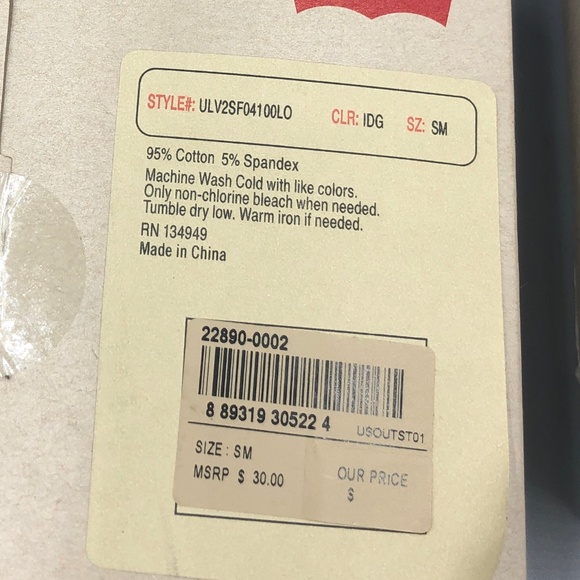 STYLE#: ULV2SF04100LO CLR: IDG SZ: SM
95% Cotton 5% Spandex
Machine Wash Cold with like colors.
Only non-chlorine bleach when needed.
Tumble dry low. Warm iron if needed.
RN 134949
Made in China
22890-0002
8 89319 30522 4
USOUTST01
SIZE : SM
MSRP $ 30.00
OUR PRICE
$